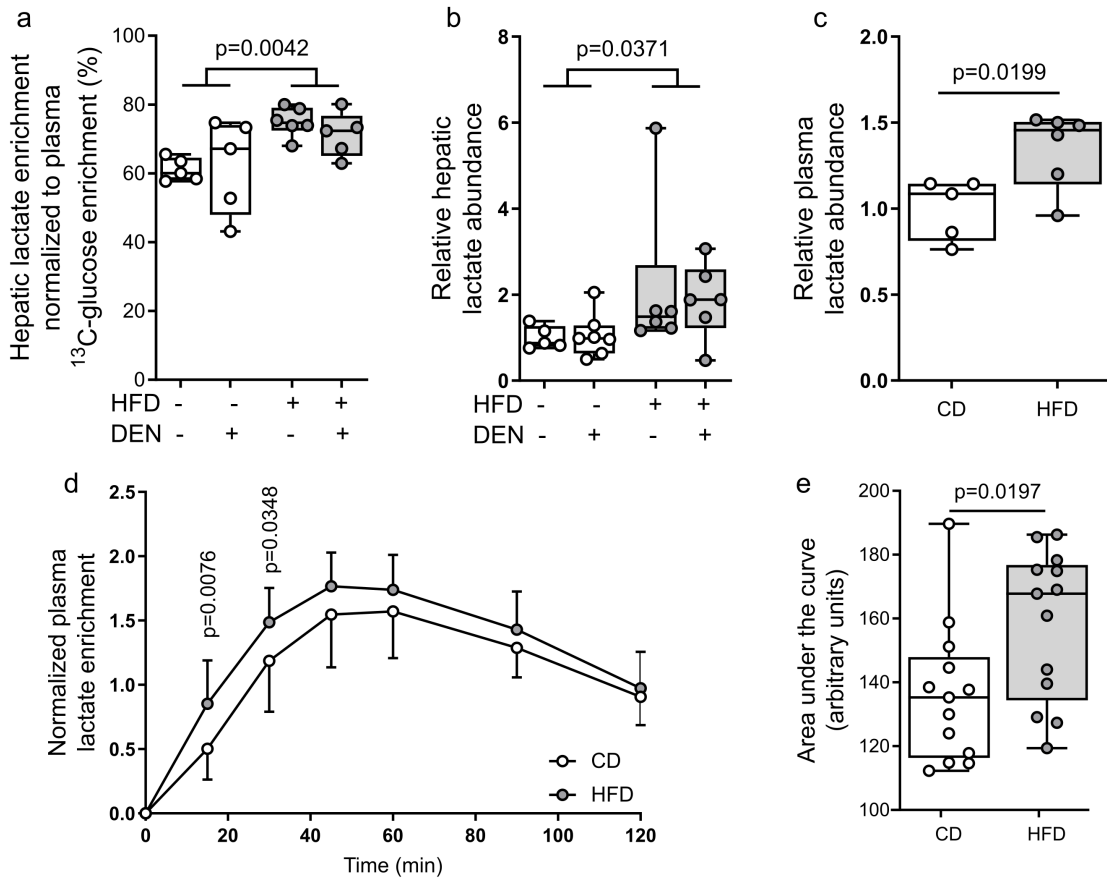 a
Hepatic lactate enrichment
normalized to plasma
13C-glucose enrichment (%)
100
80
60
40
20
0
p=0.0042
HFD - - + +
DEN - + - +
b
Relative hepatic
lactate abundance
8
6
4
2
0
p=0.0371
HFD - - + +
DEN - + - +
c
Relative plasma
lactate abundance
2.0
1.5
1.0
0.5
0.0
p=0.0199
CD HFD
d
Normalized plasma
lactate enrichment
2.5
2.0
1.5
1.0
0.5
0.0
p=0.0076
p=0.0348
CD
HFD
0 20 40 60 80 100 120
Time (min)
e
Area under the curve
(arbitrary units)
200
180
160
140
120
100
p=0.0197
CD HFD